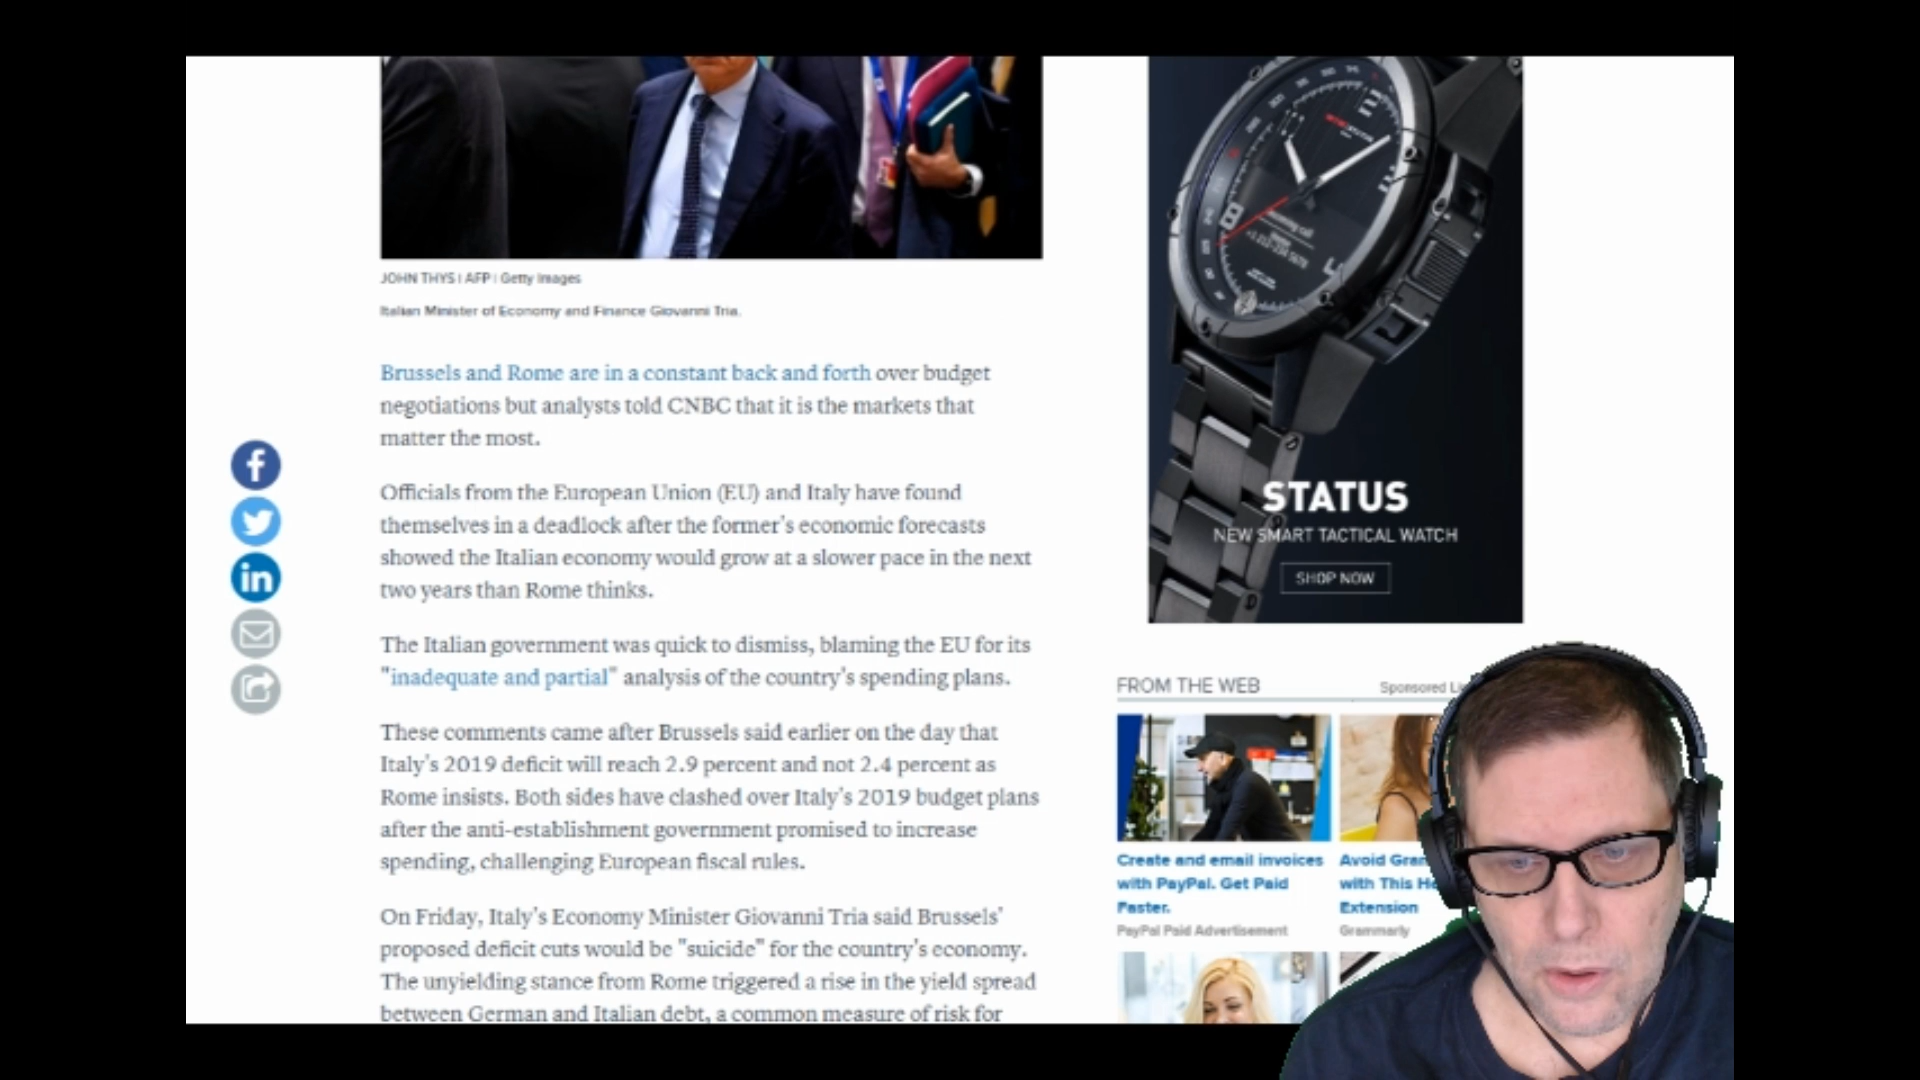 JOHN THYS | AFP | Getty Images
Italian Minister of Economy and Finance Giovanni Tria.
Brussels and Rome are in a constant back and forth over budget
negotiations but analysts told CNBC that it is the markets that
matter the most.
Officials from the European Union (EU) and Italy have found
themselves in a deadlock after the former's economic forecasts
showed the Italian economy would grow at a slower pace in the next
two years than Rome thinks.
The Italian government was quick to dismiss, blaming the EU for its
"inadequate and partial" analysis of the country's spending plans.
These comments came after Brussels said earlier on the day that
Italy's 2019 deficit will reach 2.9 percent and not 2.4 percent as
Rome insists. Both sides have clashed over Italy's 2019 budget plans
after the anti-establishment government promised to increase
spending, challenging European fiscal rules.
On Friday, Italy's Economy Minister Giovanni Tria said Brussels'
proposed deficit cuts would be "suicide" for the country's economy.
The unyielding stance from Rome triggered a rise in the yield spread
between German and Italian debt, a common measure of risk for
STATUS
NEW SMART TACTICAL WATCH
SHOP NOW
FROM THE WEB
Sponsored
Create and email invoices
with PayPal. Get Paid
Faster.
PayPal Paid Advertisement
Avoid
with This
Extension
Grammarly